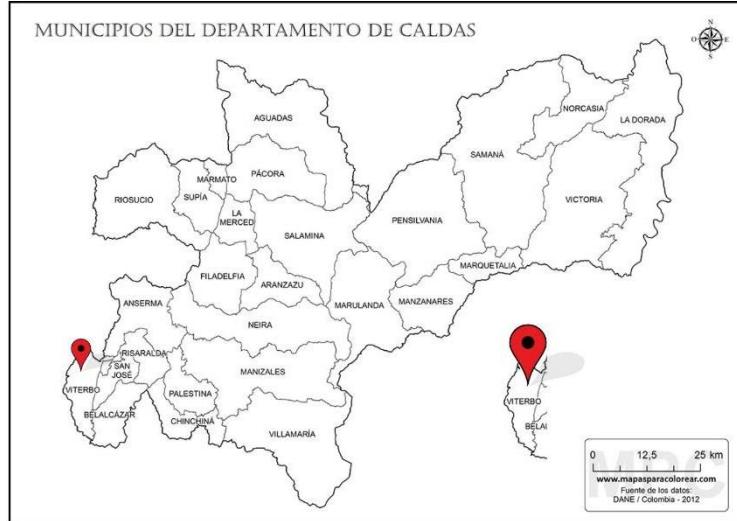 MUNICIPIOS DEL DEPARTAMENTO DE CALDAS
N
O
E
S
NORCASIA
LA DORADA
AGUADAS
SAMANÁ
MARMATO
PÁCORA
RIOSUCIO
SUPÍA
VICTORIA
LA
MERCED
PENSILVANIA
SALAMINA
MARQUETALIA
FILADELFIA
ARANZAZU
ANSERMA
MARULANDA
MANZANARES
NEIRA
RISARALDA
SAN
JOSÉ
MANIZALES
VITERBO
PALESTINA
BELALCÁZAR
CHINCHINÁ
VILLAMARÍA
VITERBO
BELAL
0 12,5 25 km
MPC
www.mapasparacolorear.com
Fuente de los datos:
DANE / Colombia - 2012